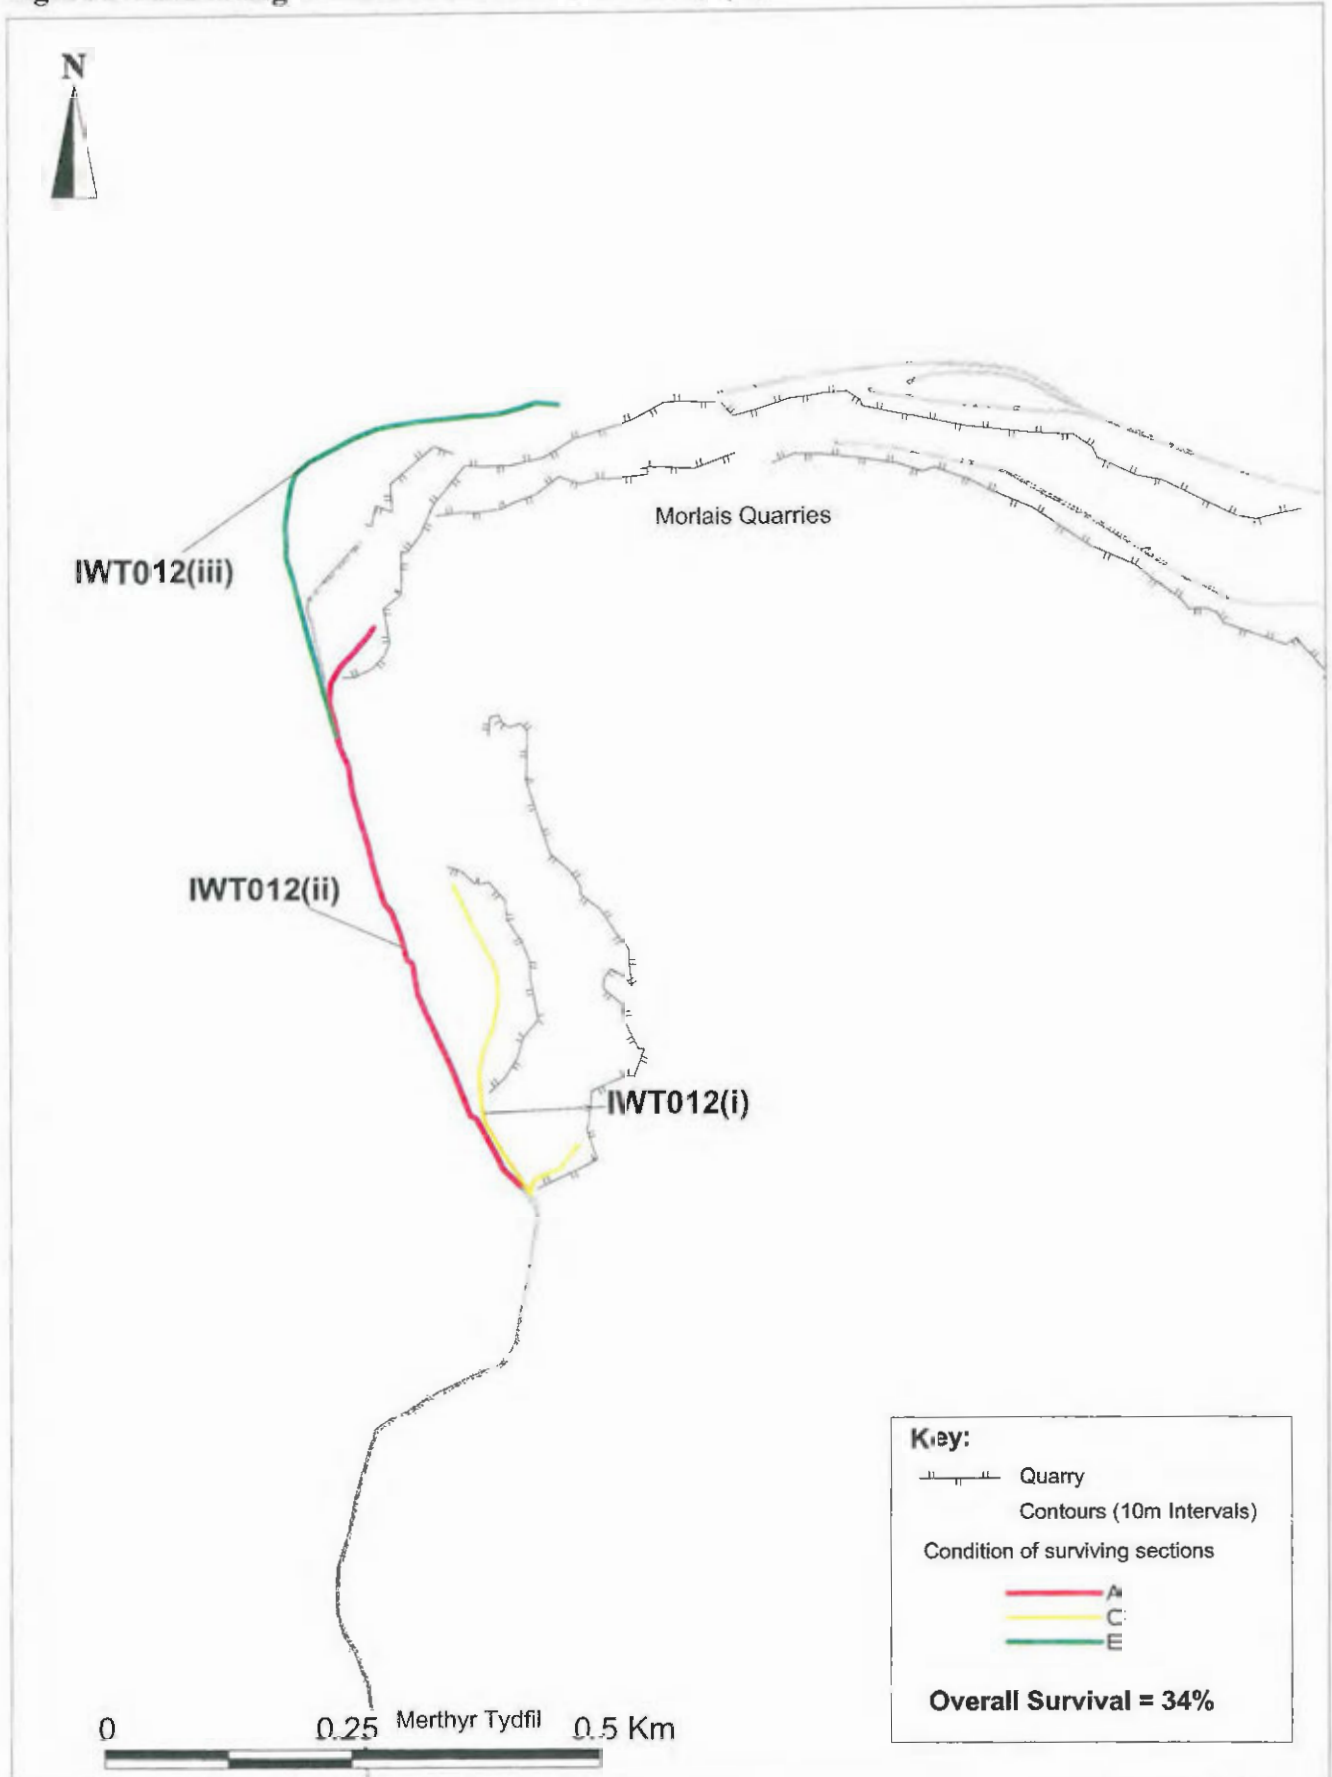 N
Morlais Quarries
IWT012(iii)
IWT012(ii)
IWT012(i)
Key:
Quarry
Contours (10m Intervals)
Condition of surviving sections
A
C
E
Overall Survival = 34%
0 0.25 Merthyr Tydfil 0.5 Km